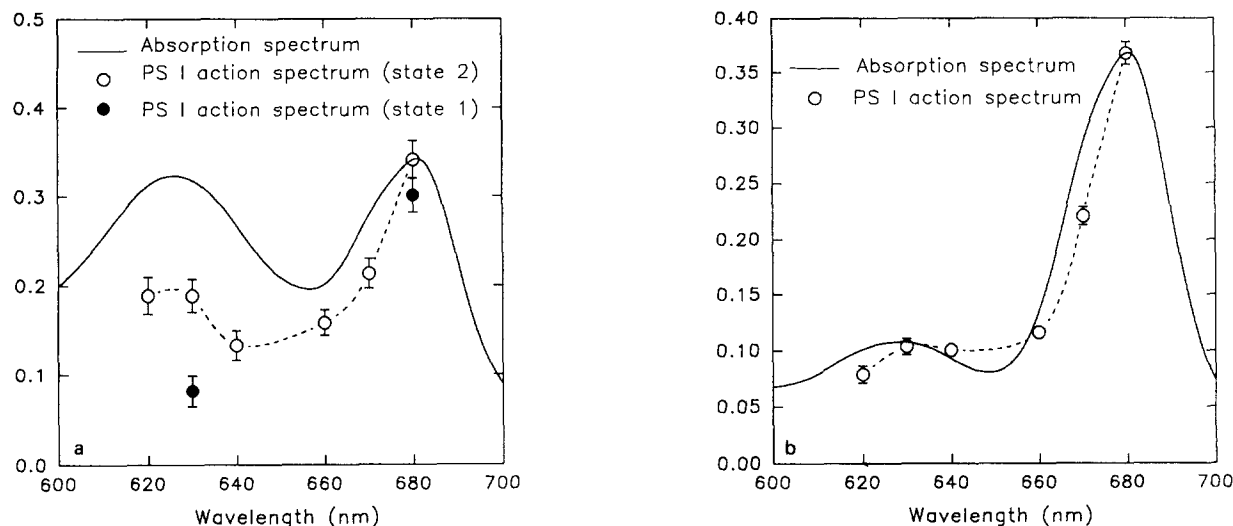 0.5
0.4
0.3
0.2
0.1
0.0
Absorption spectrum
PS I action spectrum (state 2)
PS I action spectrum (state 1)
a
600 620 640 660 680 700
Wavelength (nm)
0.40
0.35
0.30
0.25
0.20
0.15
0.10
0.05
0.00
Absorption spectrum
PS I action spectrum
b
600 620 640 660 680 700
Wavelength (nm)